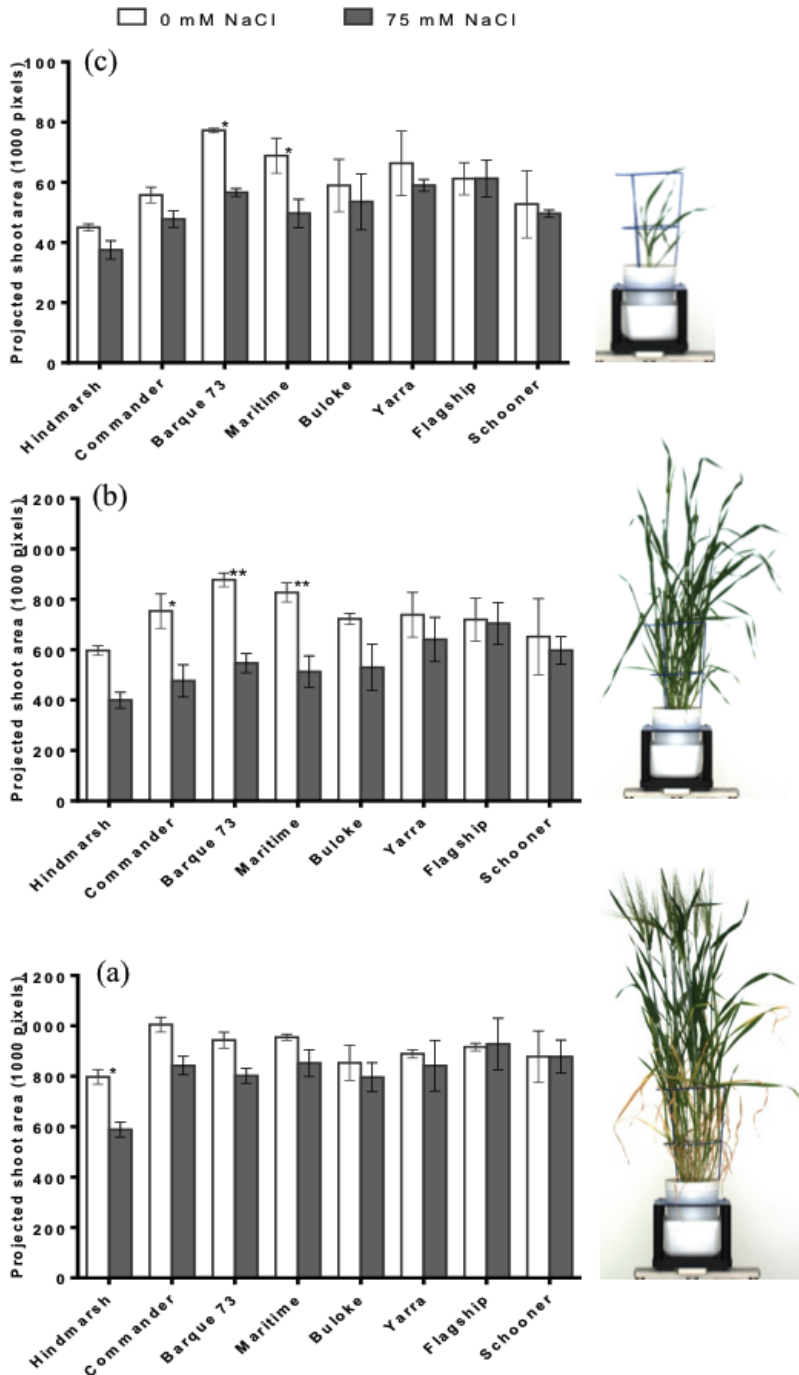 0 mM NaCl 75 mM NaCl
(c)
Projected shoot area (1000 pixels)
100
80
60
40
20
0
* *
Hindmarsh Commander Barque 73 Maritime Buloke Yarra Flagship Schooner
(b)
Projected shoot area (1000 pixels)
1200
1000
800
600
400
200
0
* ** **
Hindmarsh Commander Barque 73 Maritime Buloke Yarra Flagship Schooner
(a)
Projected shoot area (1000 pixels)
1200
1000
800
600
400
200
0
*
Hindmarsh Commander Barque 73 Maritime Buloke Yarra Flagship Schooner